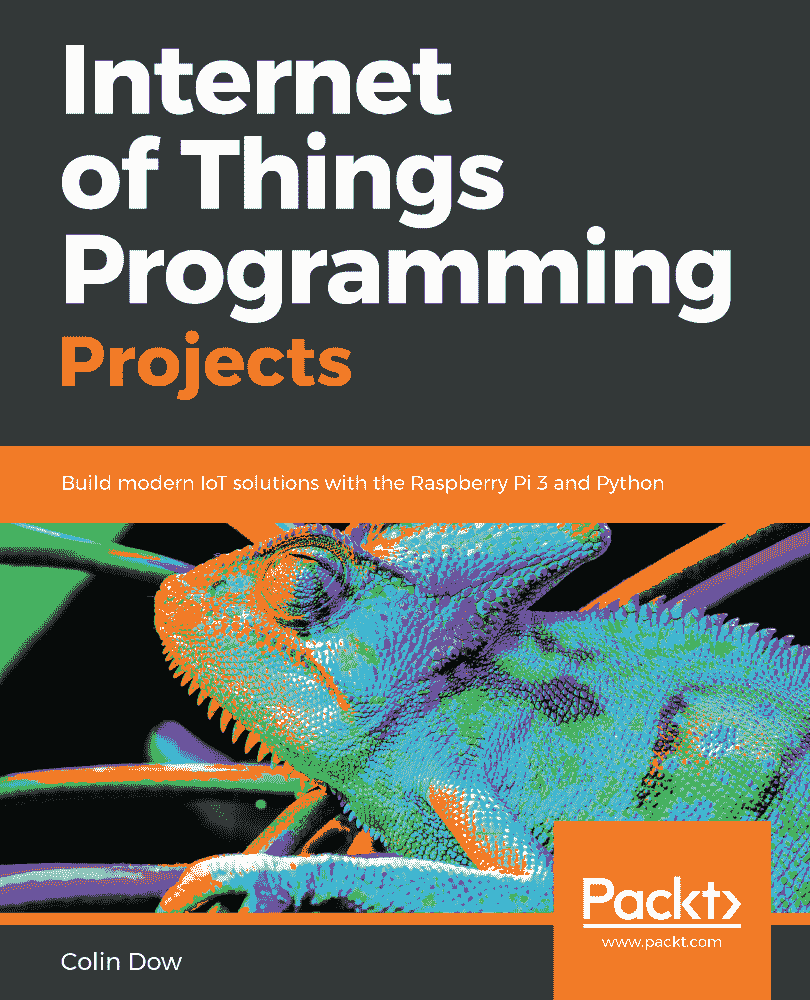 Internet
of Things
Programming
Projects
Build modern IoT solutions with the Raspberry Pi 3 and Python
Packt>
www.packt.com
Colin Dow